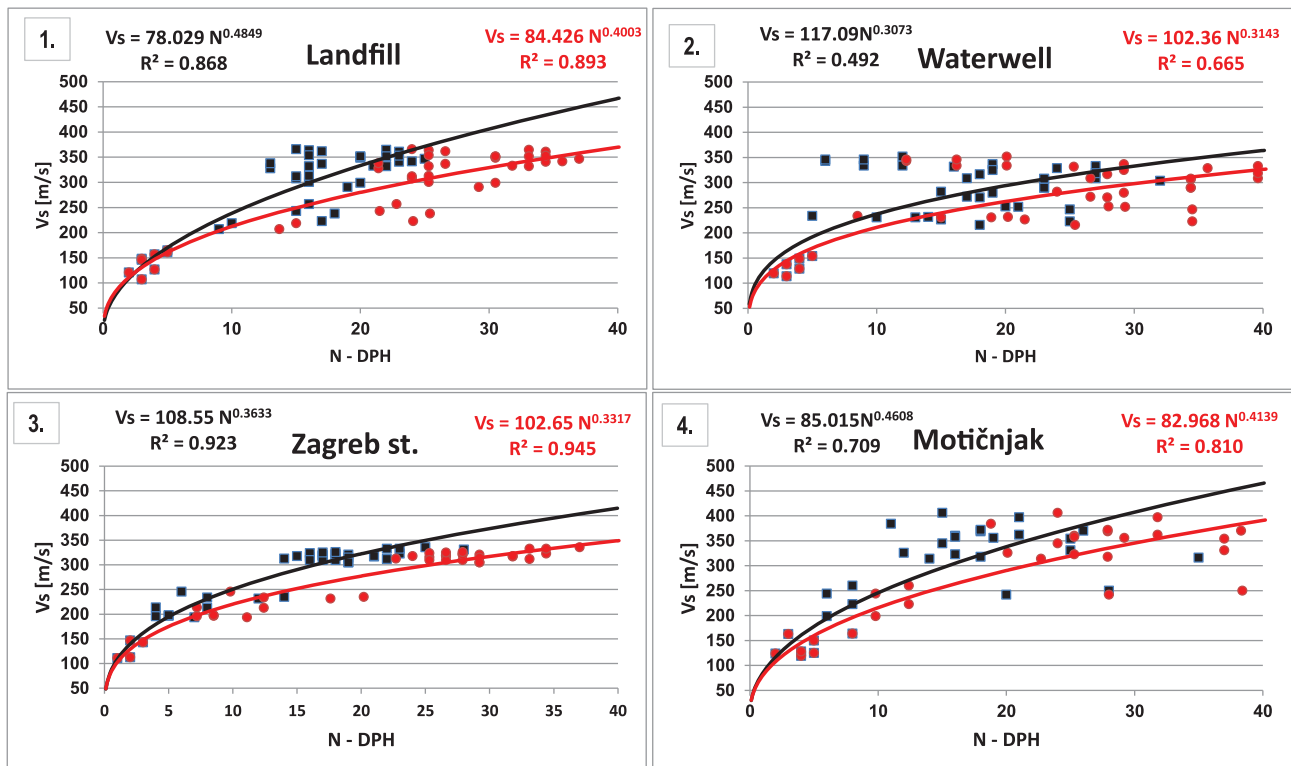 1.
Vs = 78.029 N^0.4849
R² = 0.868
Landfill
Vs = 84.426 N^0.4003
R² = 0.893
500
450
400
350
300
250
200
150
100
50
Vs [m/s]
0 10 20 30 40
N - DPH
2.
Vs = 117.09N^0.3073
R² = 0.492
Waterwell
Vs = 102.36 N^0.3143
R² = 0.665
500
450
400
350
300
250
200
150
100
50
Vs [m/s]
0 10 20 30 40
N - DPH
3.
Vs = 108.55 N^0.3633
R² = 0.923
Zagreb st.
Vs = 102.65 N^0.3317
R² = 0.945
500
450
400
350
300
250
200
150
100
50
Vs [m/s]
0 5 10 15 20 25 30 35 40
N - DPH
4.
Vs = 85.015N^0.4608
R² = 0.709
Motičnjak
Vs = 82.968 N^0.4139
R² = 0.810
500
450
400
350
300
250
200
150
100
50
Vs [m/s]
0 10 20 30 40
N - DPH